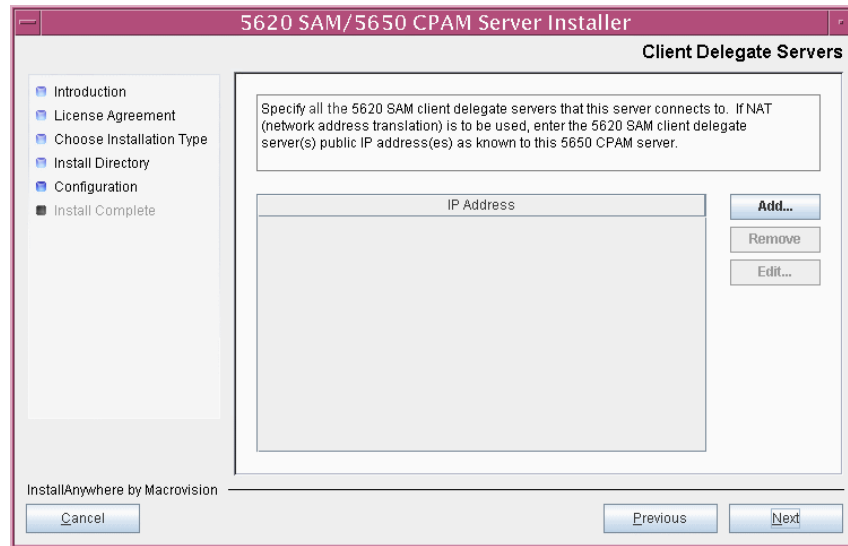 5620 SAM/5650 CPAM Server Installer
Client Delegate Servers
Introduction
License Agreement
Choose Installation Type
Install Directory
Configuration
Install Complete
Specify all the 5620 SAM client delegate servers that this server connects to. If NAT
(network address translation) is to be used, enter the 5620 SAM client delegate
server(s) public IP address(es) as known to this 5650 CPAM server.
IP Address
Add...
Remove
Edit...
InstallAnywhere by Macrovision
Cancel
Previous
Next